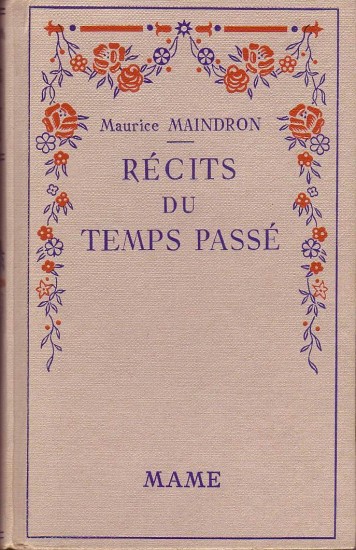 Maurice MAINDRON
RÉCITS
DU
TEMPS PASSÉ
MAME